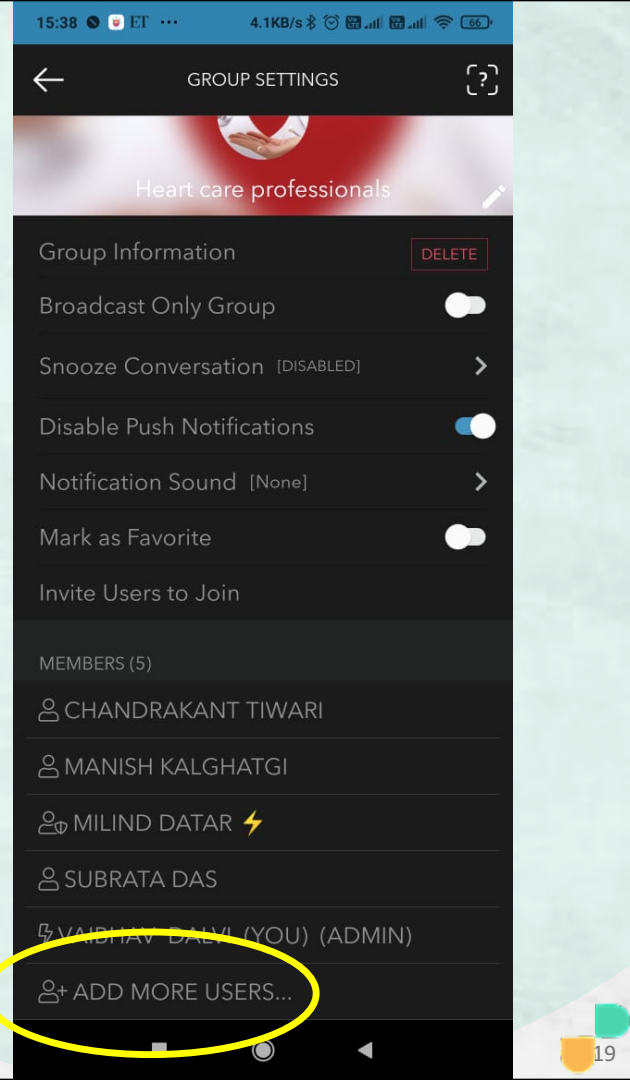 15:38 ET ... 4.1KB/s 66
GROUP SETTINGS
Heart care professionals
Group Information DELETE
Broadcast Only Group
Snooze Conversation [DISABLED]
Disable Push Notifications
Notification Sound [None]
Mark as Favorite
Invite Users to Join
MEMBERS (5)
CHANDRAKANT TIWARI
MANISH KALGHATGI
MILIND DATAR ⚡
SUBRATA DAS
VAIBHAV DALVI (YOU) (ADMIN)
ADD MORE USERS...
19